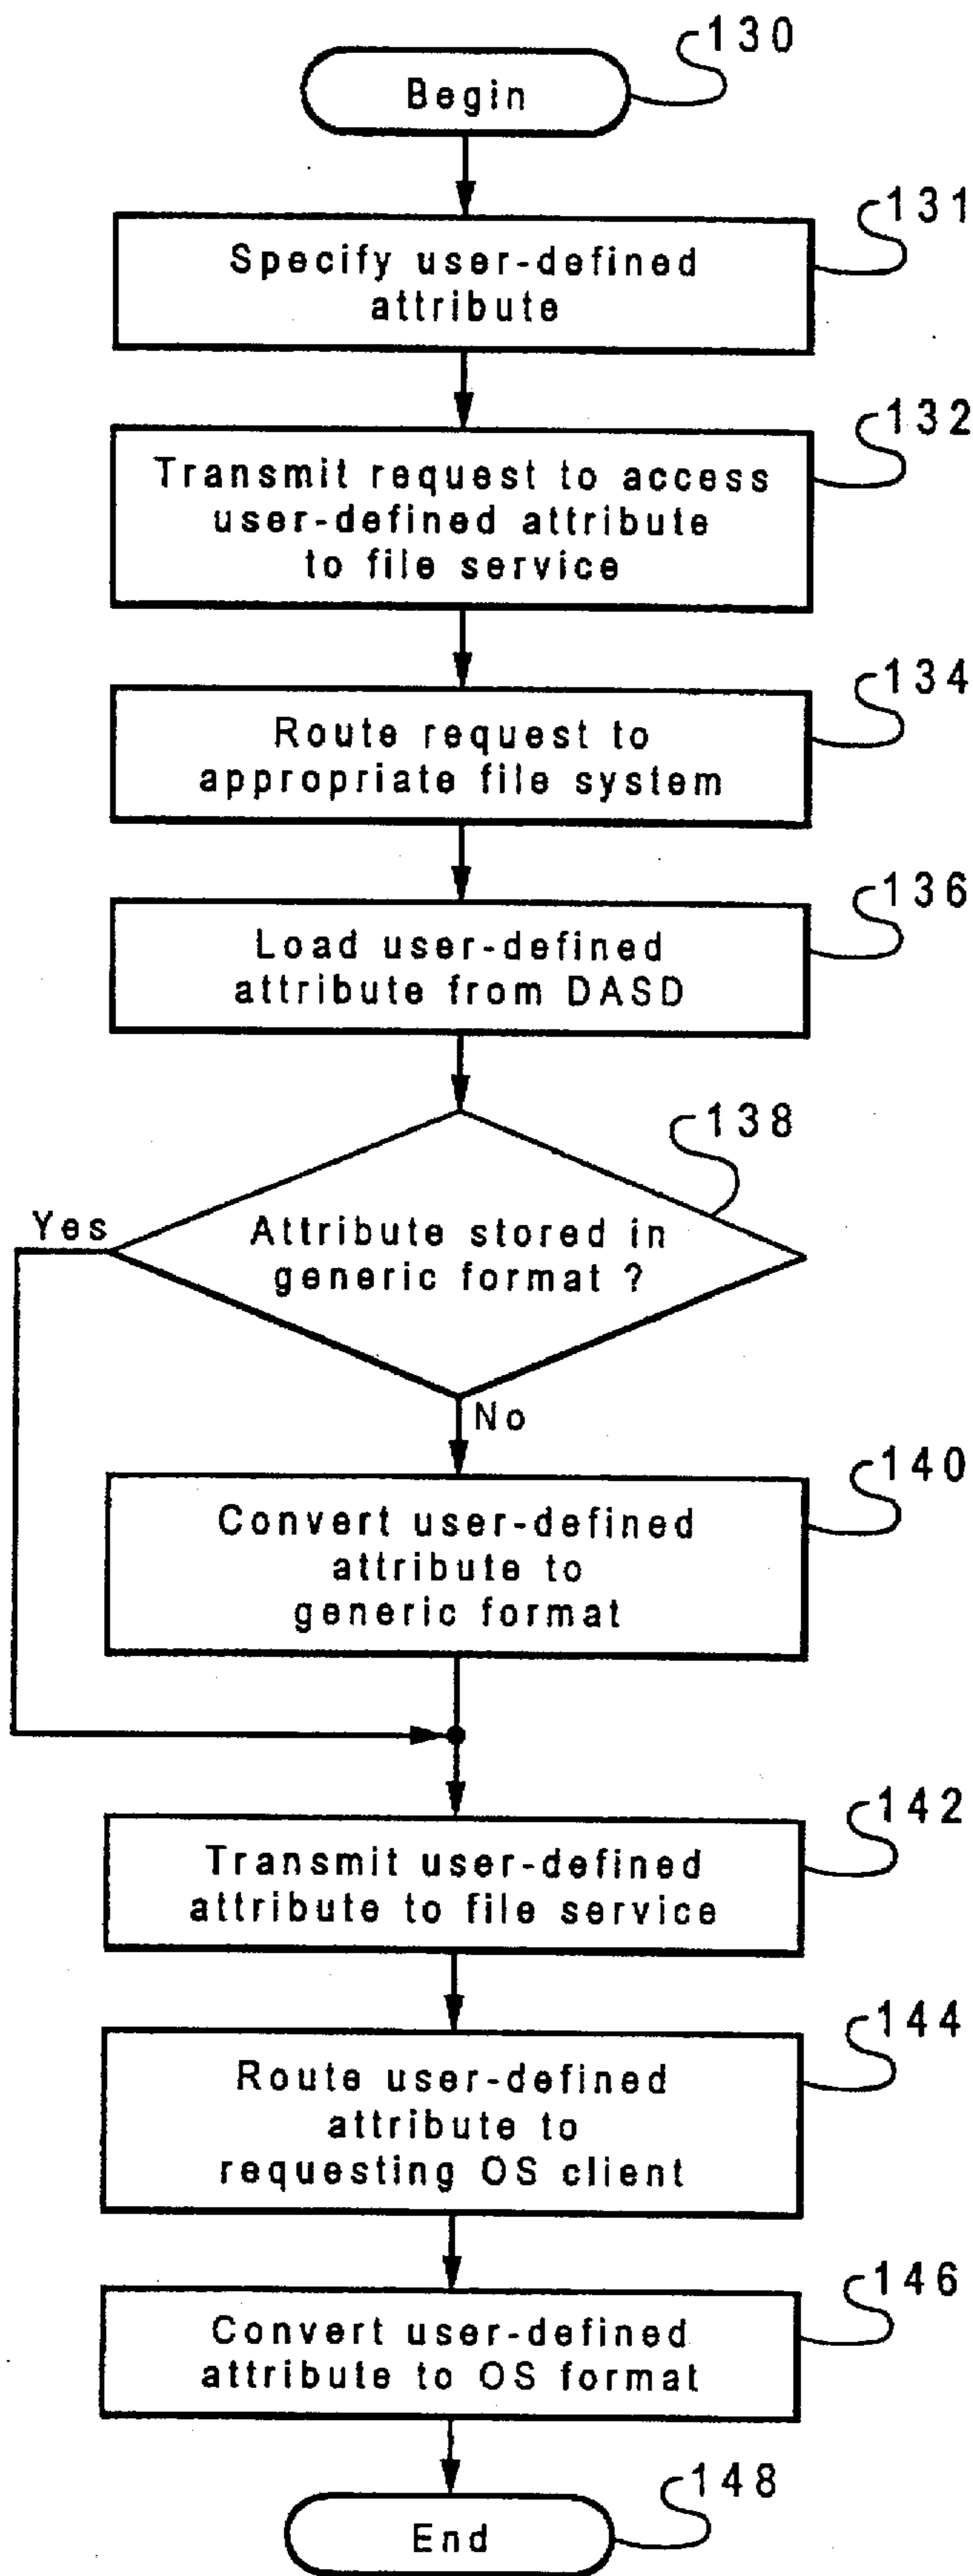 130
Begin
131
Specify user-defined
attribute
132
Transmit request to access
user-defined attribute
to file service
134
Route request to
appropriate file system
136
Load user-defined
attribute from DASD
138
Yes
Attribute stored in
generic format ?
No
140
Convert user-defined
attribute to
generic format
142
Transmit user-defined
attribute to file service
144
Route user-defined
attribute to
requesting OS client
146
Convert user-defined
attribute to OS format
148
End